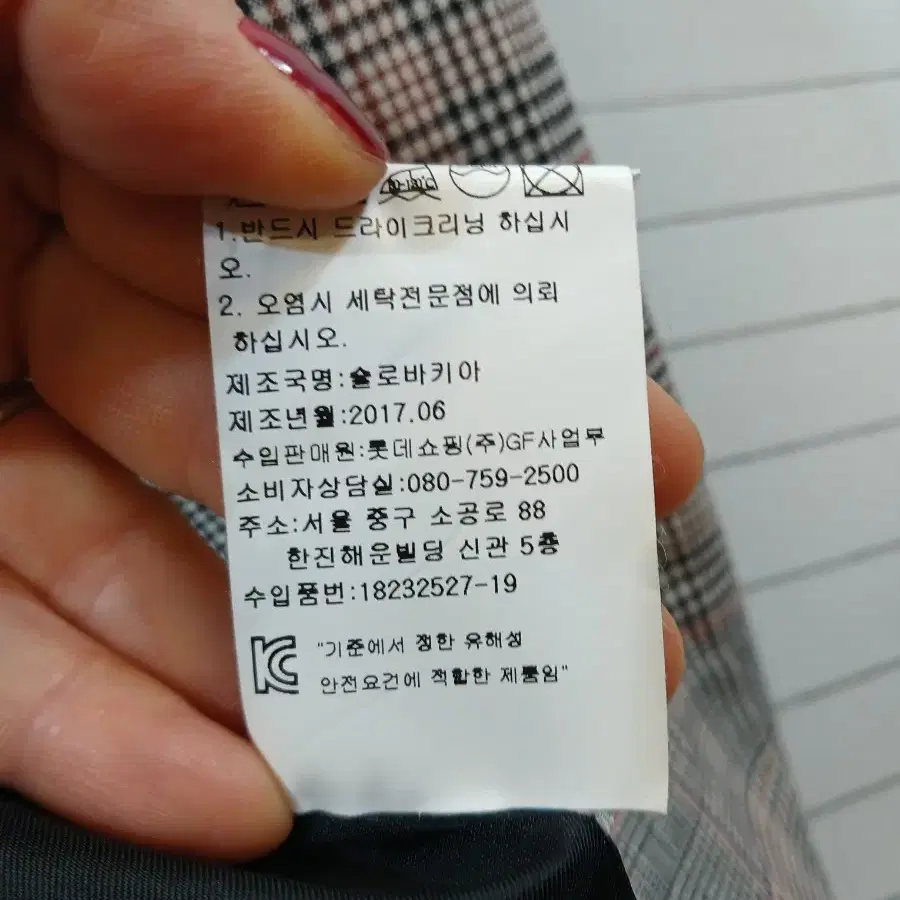 80-120℃
1.반드시 드라이크리닝 하십시
오.
2. 오염시 세탁전문점에 의뢰
하십시오.
제조국명:슬로바키아
제조년월:2017.06
수입판매원:롯데쇼핑(주)GF사업부
소비자상담실:080-759-2500
주소:서울 중구 소공로 88
한진해운빌딩 신관 5층
수입품번:18232527-19
"기준에서 정한 유해성
안전요건에 적합한 제품임"